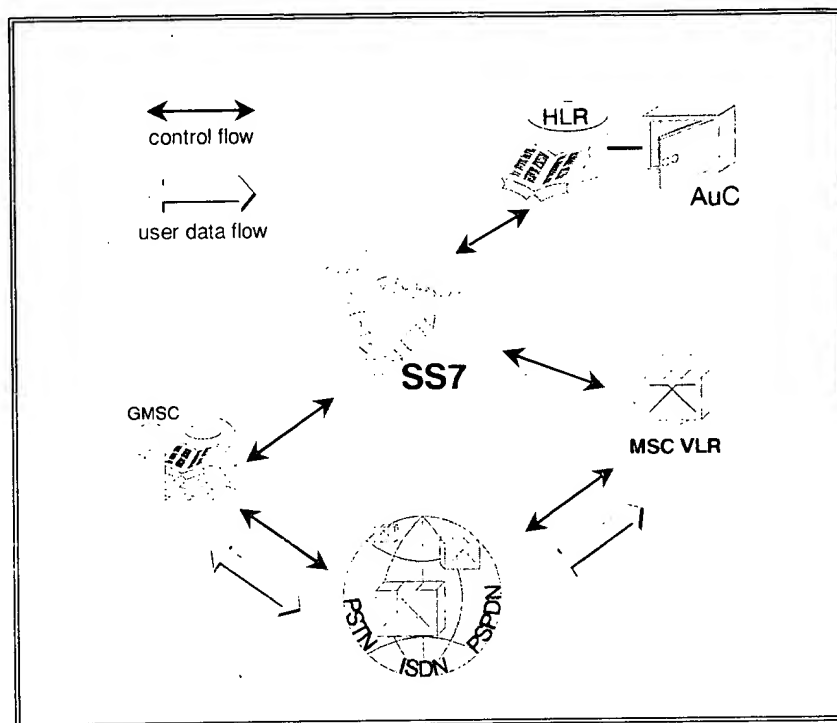 control flow
user data flow
HLR
AuC
SS7
GMSC
MSC VLR
PSTN
ISDN
PSPDN